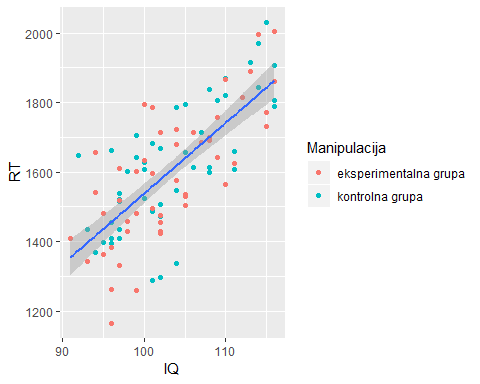 2000
1800
1600
1400
1200
RT
90
100
110
IQ
Manipulacija
eksperimentalna grupa
kontrolna grupa